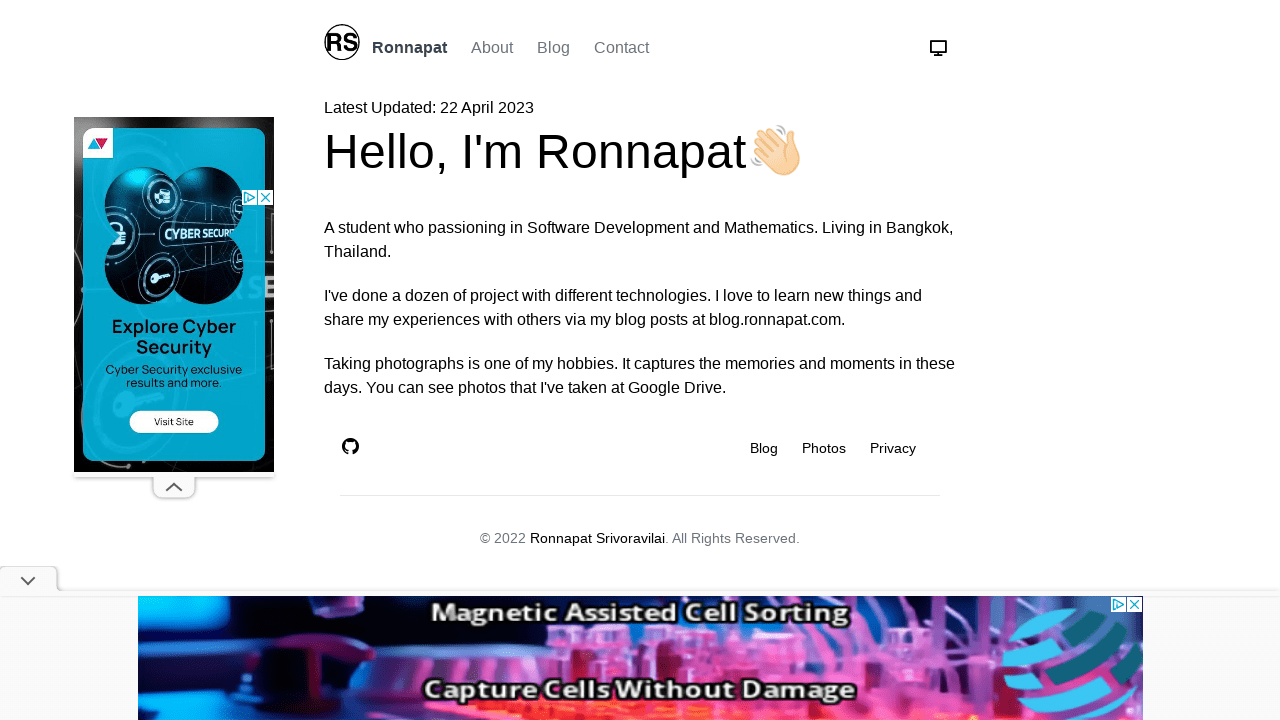 RS
Ronnapat About Blog Contact
Latest Updated: 22 April 2023
Hello, I'm Ronnapat
A student who passioning in Software Development and Mathematics. Living in Bangkok,
Thailand.
I've done a dozen of project with different technologies. I love to learn new things and
share my experiences with others via my blog posts at blog.ronnapat.com.
Taking photographs is one of my hobbies. It captures the memories and moments in these
days. You can see photos that I've taken at Google Drive.
Blog Photos Privacy
© 2022 Ronnapat Srivoravilai. All Rights Reserved.
CYBER SECURITY
Explore Cyber
Security
Cyber Security exclusive
results and more.
Visit Site
Magnetic Assisted Cell Sorting
Capture Cells Without Damage